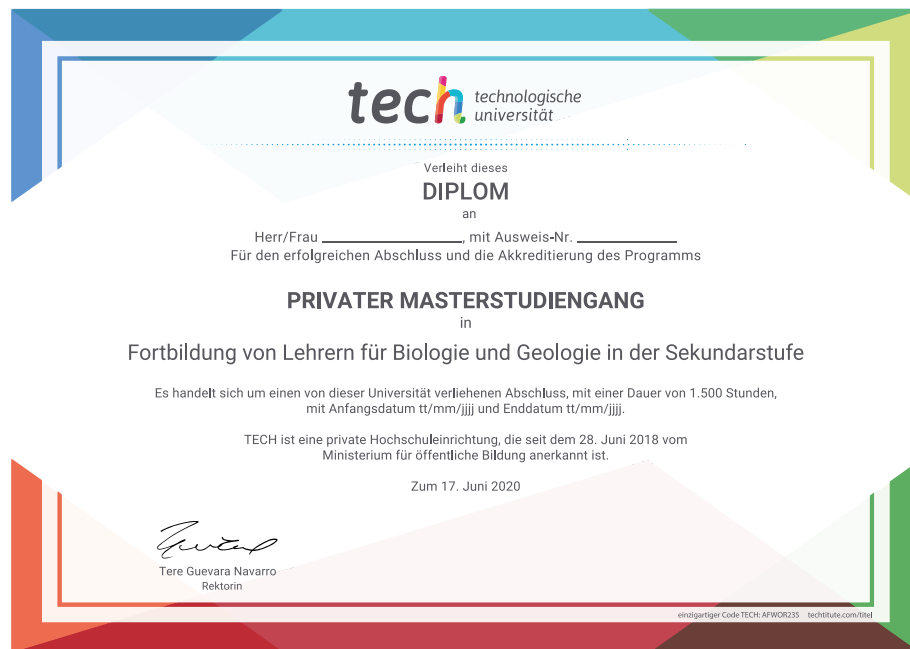 tech technologische
universität
Verleiht dieses
DIPLOM
an
Herr/Frau ____________, mit Ausweis-Nr. ____________
Für den erfolgreichen Abschluss und die Akkreditierung des Programms
PRIVATER MASTERSTUDIENGANG
in
Fortbildung von Lehrern für Biologie und Geologie in der Sekundarstufe
Es handelt sich um einen von dieser Universität verliehenen Abschluss, mit einer Dauer von 1.500 Stunden,
mit Anfangsdatum tt/mm/jjjj und Enddatum tt/mm/jjjj.
TECH ist eine private Hochschuleinrichtung, die seit dem 28. Juni 2018 vom
Ministerium für öffentliche Bildung anerkannt ist.
Zum 17. Juni 2020
Tere Guevara Navarro
Rektorin
einzigartiger Code TECH: AFWOR23S techtitute.com/titel